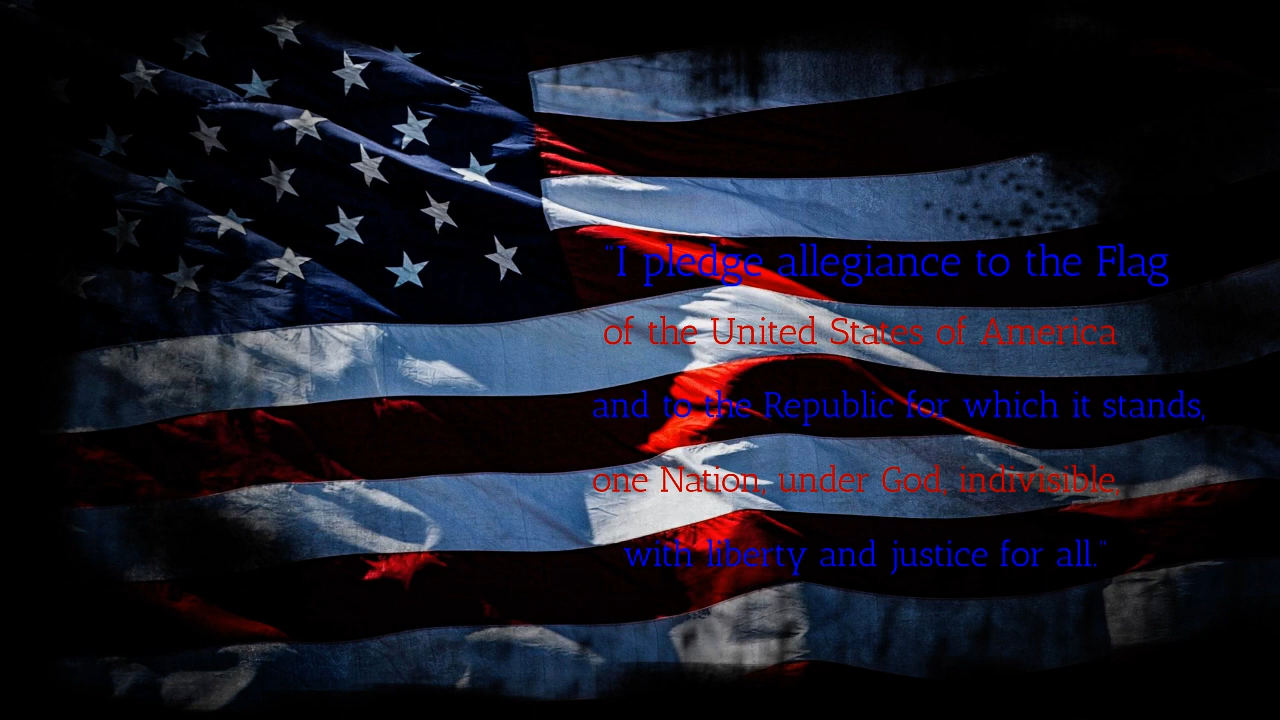 "I pledge allegiance to the Flag
of the United States of America
and to the Republic for which it stands,
one Nation, under God, indivisible,
with liberty and justice for all."